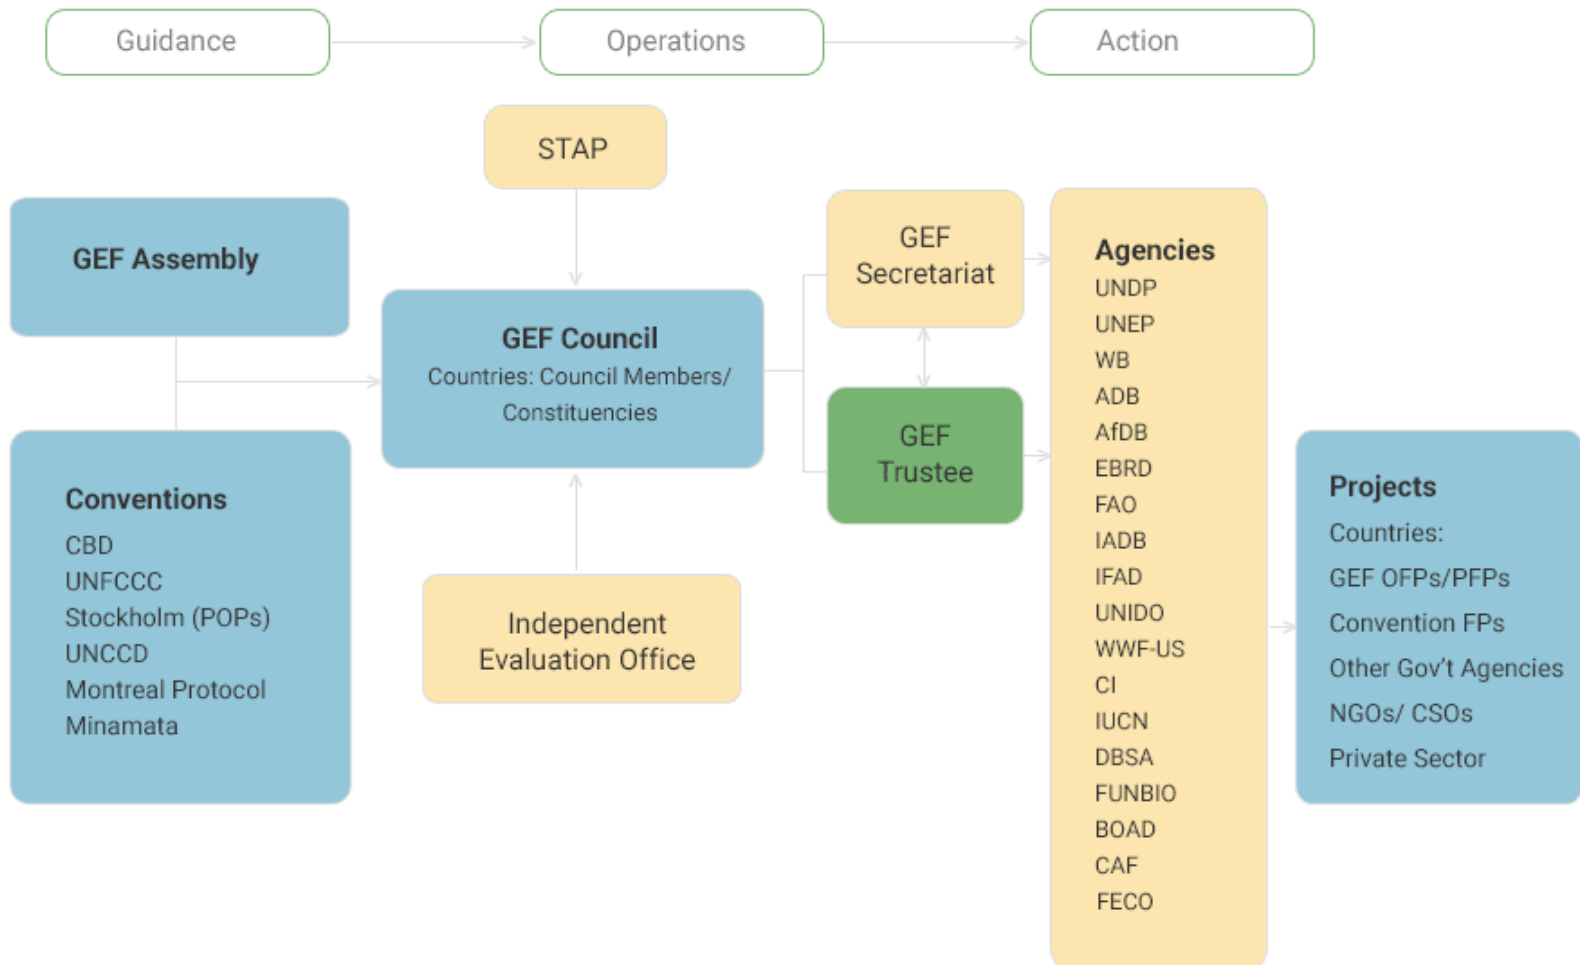 Guidance
Operations
Action
STAP
GEF Assembly
GEF Council
Countries: Council Members/
Constituencies
Conventions
CBD
UNFCCC
Stockholm (POPs)
UNCCD
Montreal Protocol
Minamata
Independent
Evaluation Office
GEF
Secretariat
GEF
Trustee
Agencies
UNDP
UNEP
WB
ADB
AfDB
EBRD
FAO
IADB
IFAD
UNIDO
WWF-US
CI
IUCN
DBSA
FUNBIO
BOAD
CAF
FECO
Projects
Countries:
GEF OFPs/PFPs
Convention FPs
Other Gov’t Agencies
NGOs/ CSOs
Private Sector